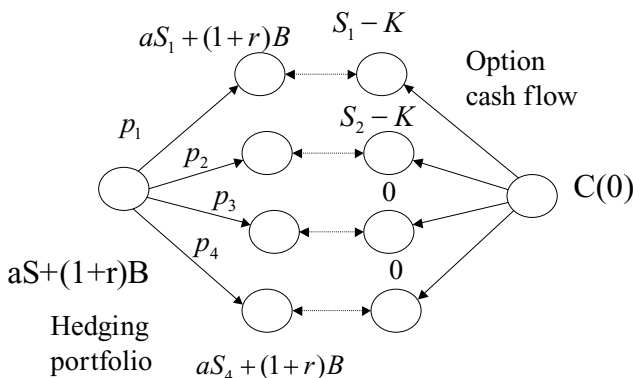 aS₁ + (1+r)B
S₁ − K
Option
cash flow
p₁
S₂ − K
p₂
0
C(0)
p₃
p₄
0
aS+(1+r)B
Hedging
portfolio
aS₄ + (1+r)B